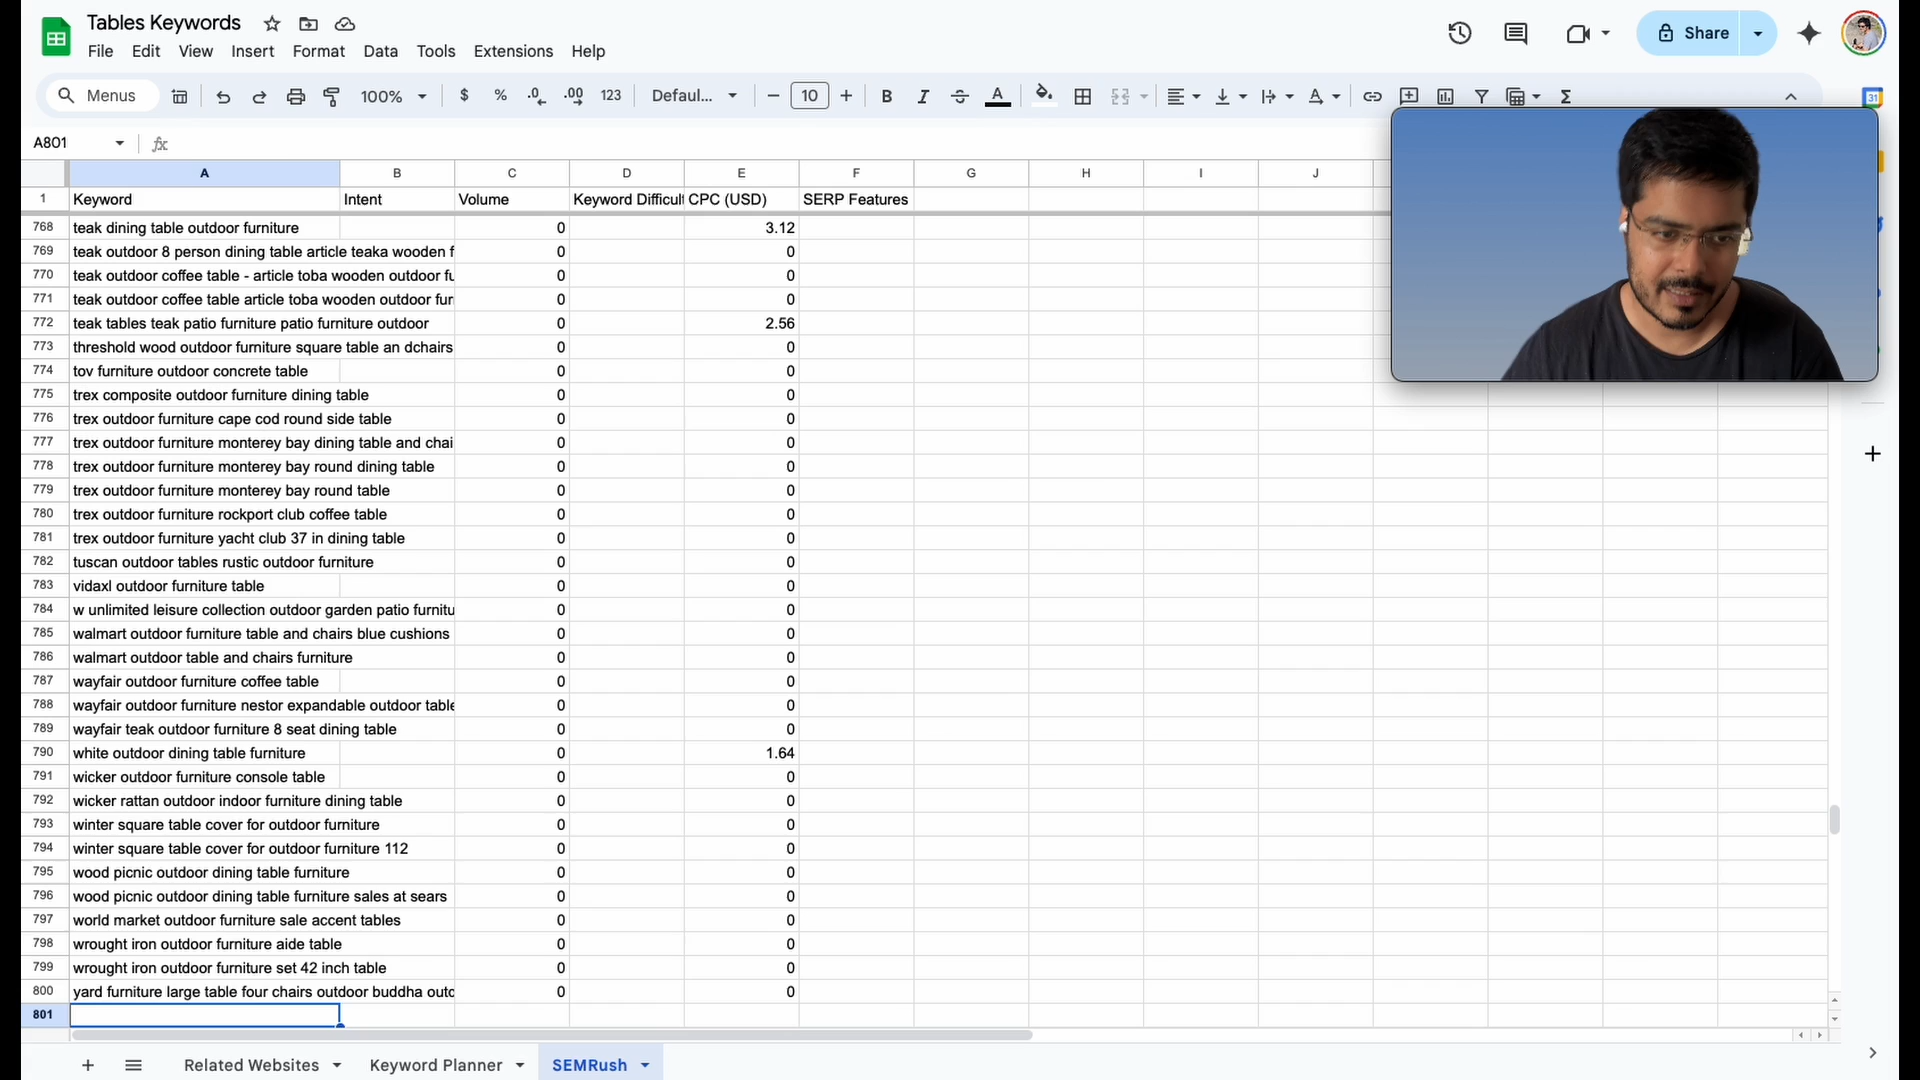 Tables Keywords
File Edit View Insert Format Data Tools Extensions Help
Share
Menus 100% $ % .0 .00 123 Defaul... 10 B I A
31
A801 fx
A B C D E F G H I J
1 Keyword Intent Volume Keyword Difficult CPC (USD) SERP Features
768 teak dining table outdoor furniture 0 3.12
769 teak outdoor 8 person dining table article teaka wooden f 0 0
770 teak outdoor coffee table - article toba wooden outdoor fu 0 0
771 teak outdoor coffee table article toba wooden outdoor fur 0 0
772 teak tables teak patio furniture patio furniture outdoor 0 2.56
773 threshold wood outdoor furniture square table an dchairs 0 0
774 tov furniture outdoor concrete table 0 0
775 trex composite outdoor furniture dining table 0 0
776 trex outdoor furniture cape cod round side table 0 0
777 trex outdoor furniture monterey bay dining table and chai 0 0
778 trex outdoor furniture monterey bay round dining table 0 0
779 trex outdoor furniture monterey bay round table 0 0
780 trex outdoor furniture rockport club coffee table 0 0
781 trex outdoor furniture yacht club 37 in dining table 0 0
782 tuscan outdoor tables rustic outdoor furniture 0 0
783 vidaxl outdoor furniture table 0 0
784 w unlimited leisure collection outdoor garden patio furnitu 0 0
785 walmart outdoor furniture table and chairs blue cushions 0 0
786 walmart outdoor table and chairs furniture 0 0
787 wayfair outdoor furniture coffee table 0 0
788 wayfair outdoor furniture nestor expandable outdoor table 0 0
789 wayfair teak outdoor furniture 8 seat dining table 0 0
790 white outdoor dining table furniture 0 1.64
791 wicker outdoor furniture console table 0 0
792 wicker rattan outdoor indoor furniture dining table 0 0
793 winter square table cover for outdoor furniture 0 0
794 winter square table cover for outdoor furniture 112 0 0
795 wood picnic outdoor dining table furniture 0 0
796 wood picnic outdoor dining table furniture sales at sears 0 0
797 world market outdoor furniture sale accent tables 0 0
798 wrought iron outdoor furniture aide table 0 0
799 wrought iron outdoor furniture set 42 inch table 0 0
800 yard furniture large table four chairs outdoor buddha outd 0 0
801
Related Websites Keyword Planner SEMRush